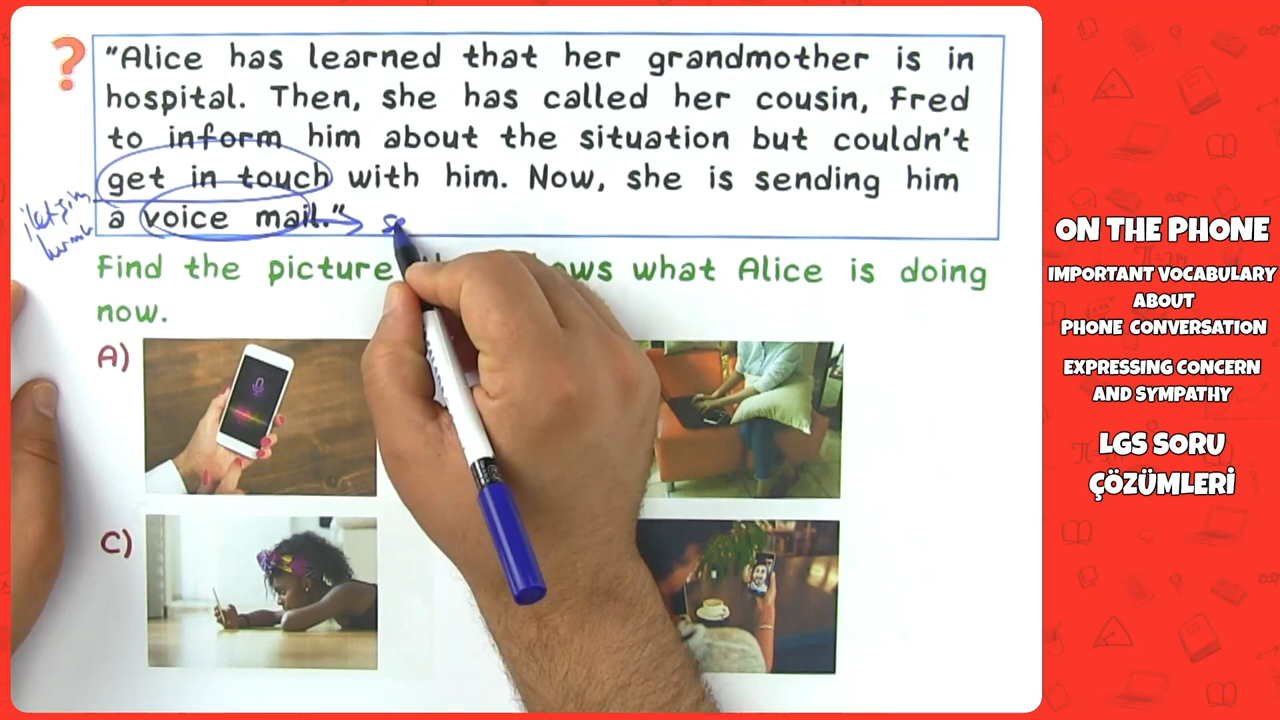 ?
"Alice has learned that her grandmother is in
hospital. Then, she has called her cousin, Fred
to inform him about the situation but couldn't
get in touch with him. Now, she is sending him
a voice mail."
Find the picture what Alice is doing
now.
A)
C)
ON THE PHONE
IMPORTANT VOCABULARY
ABOUT
PHONE CONVERSATION
EXPRESSING CONCERN
AND SYMPATHY
LGS SORU
ÇÖZÜMLERİ